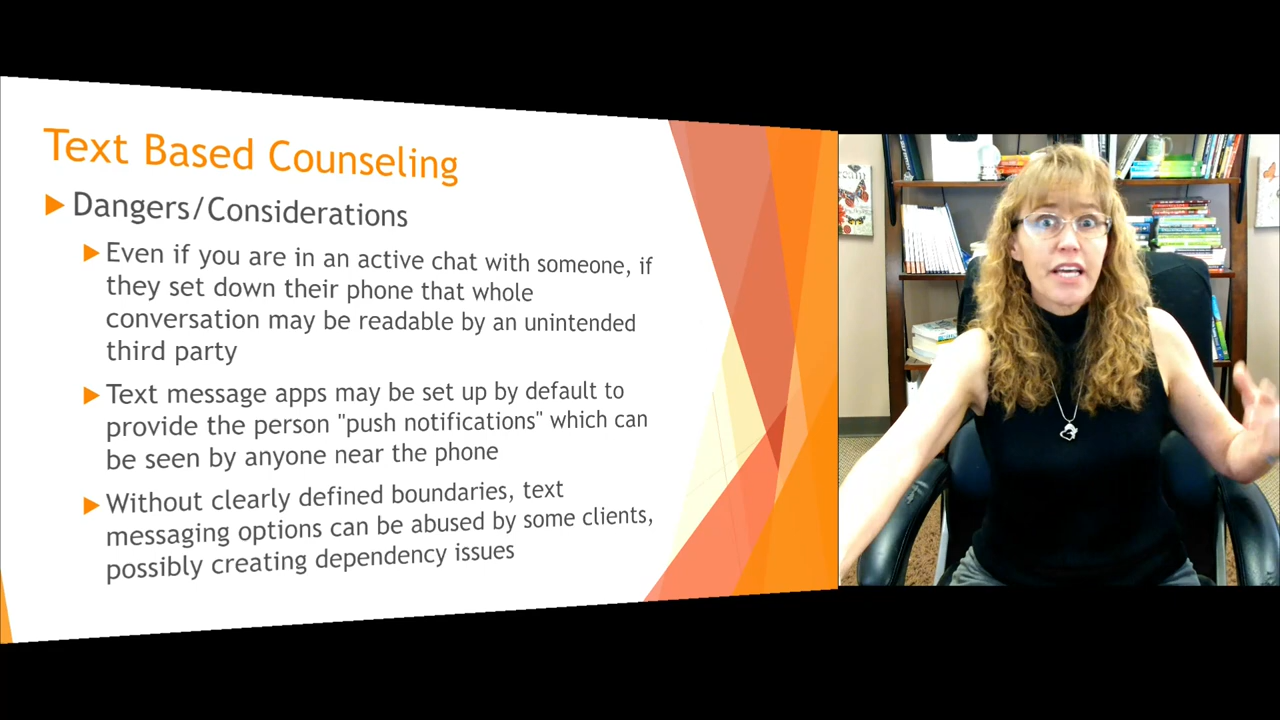 Text Based Counseling
Dangers/Considerations
Even if you are in an active chat with someone, if
they set down their phone that whole
conversation may be readable by an unintended
third party
Text message apps may be set up by default to
provide the person "push notifications" which can
be seen by anyone near the phone
Without clearly defined boundaries, text
messaging options can be abused by some clients,
possibly creating dependency issues